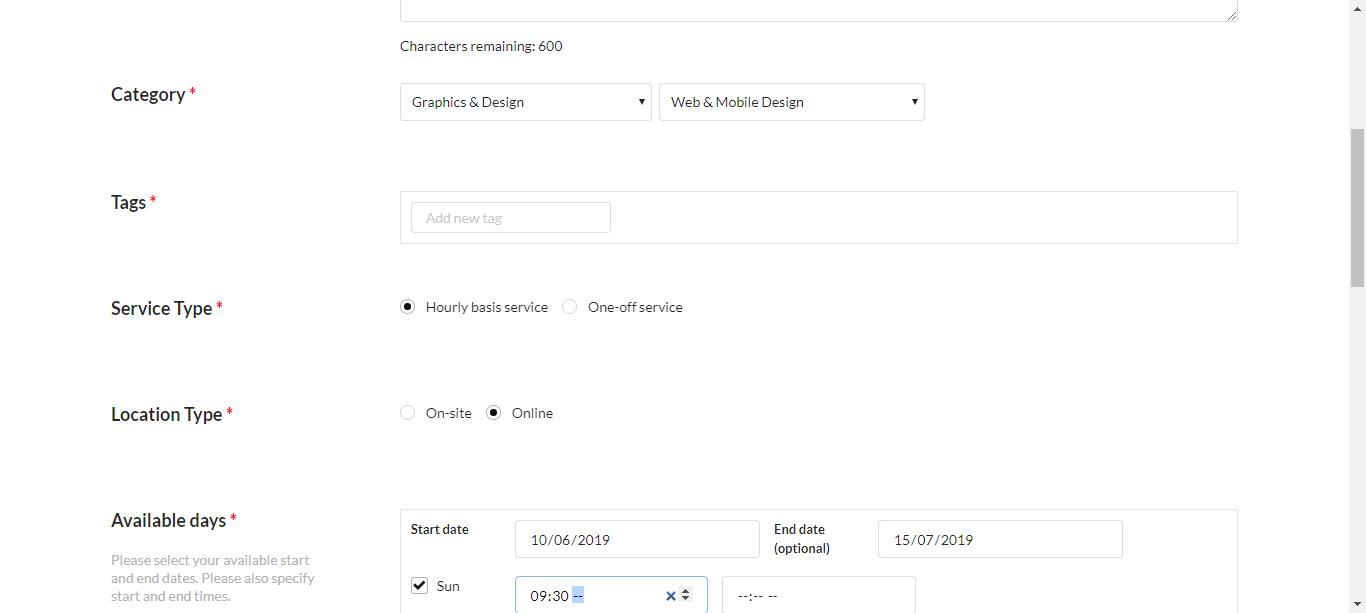 Characters remaining: 600
Category *
Graphics & Design
Web & Mobile Design
Tags *
Add new tag
Service Type *
Hourly basis service
One-off service
Location Type *
On-site
Online
Available days *
Please select your available start
and end dates. Please also specify
start and end times.
Start date
10/06/2019
End date
(optional)
15/07/2019
Sun
09:30 --
--:-- --